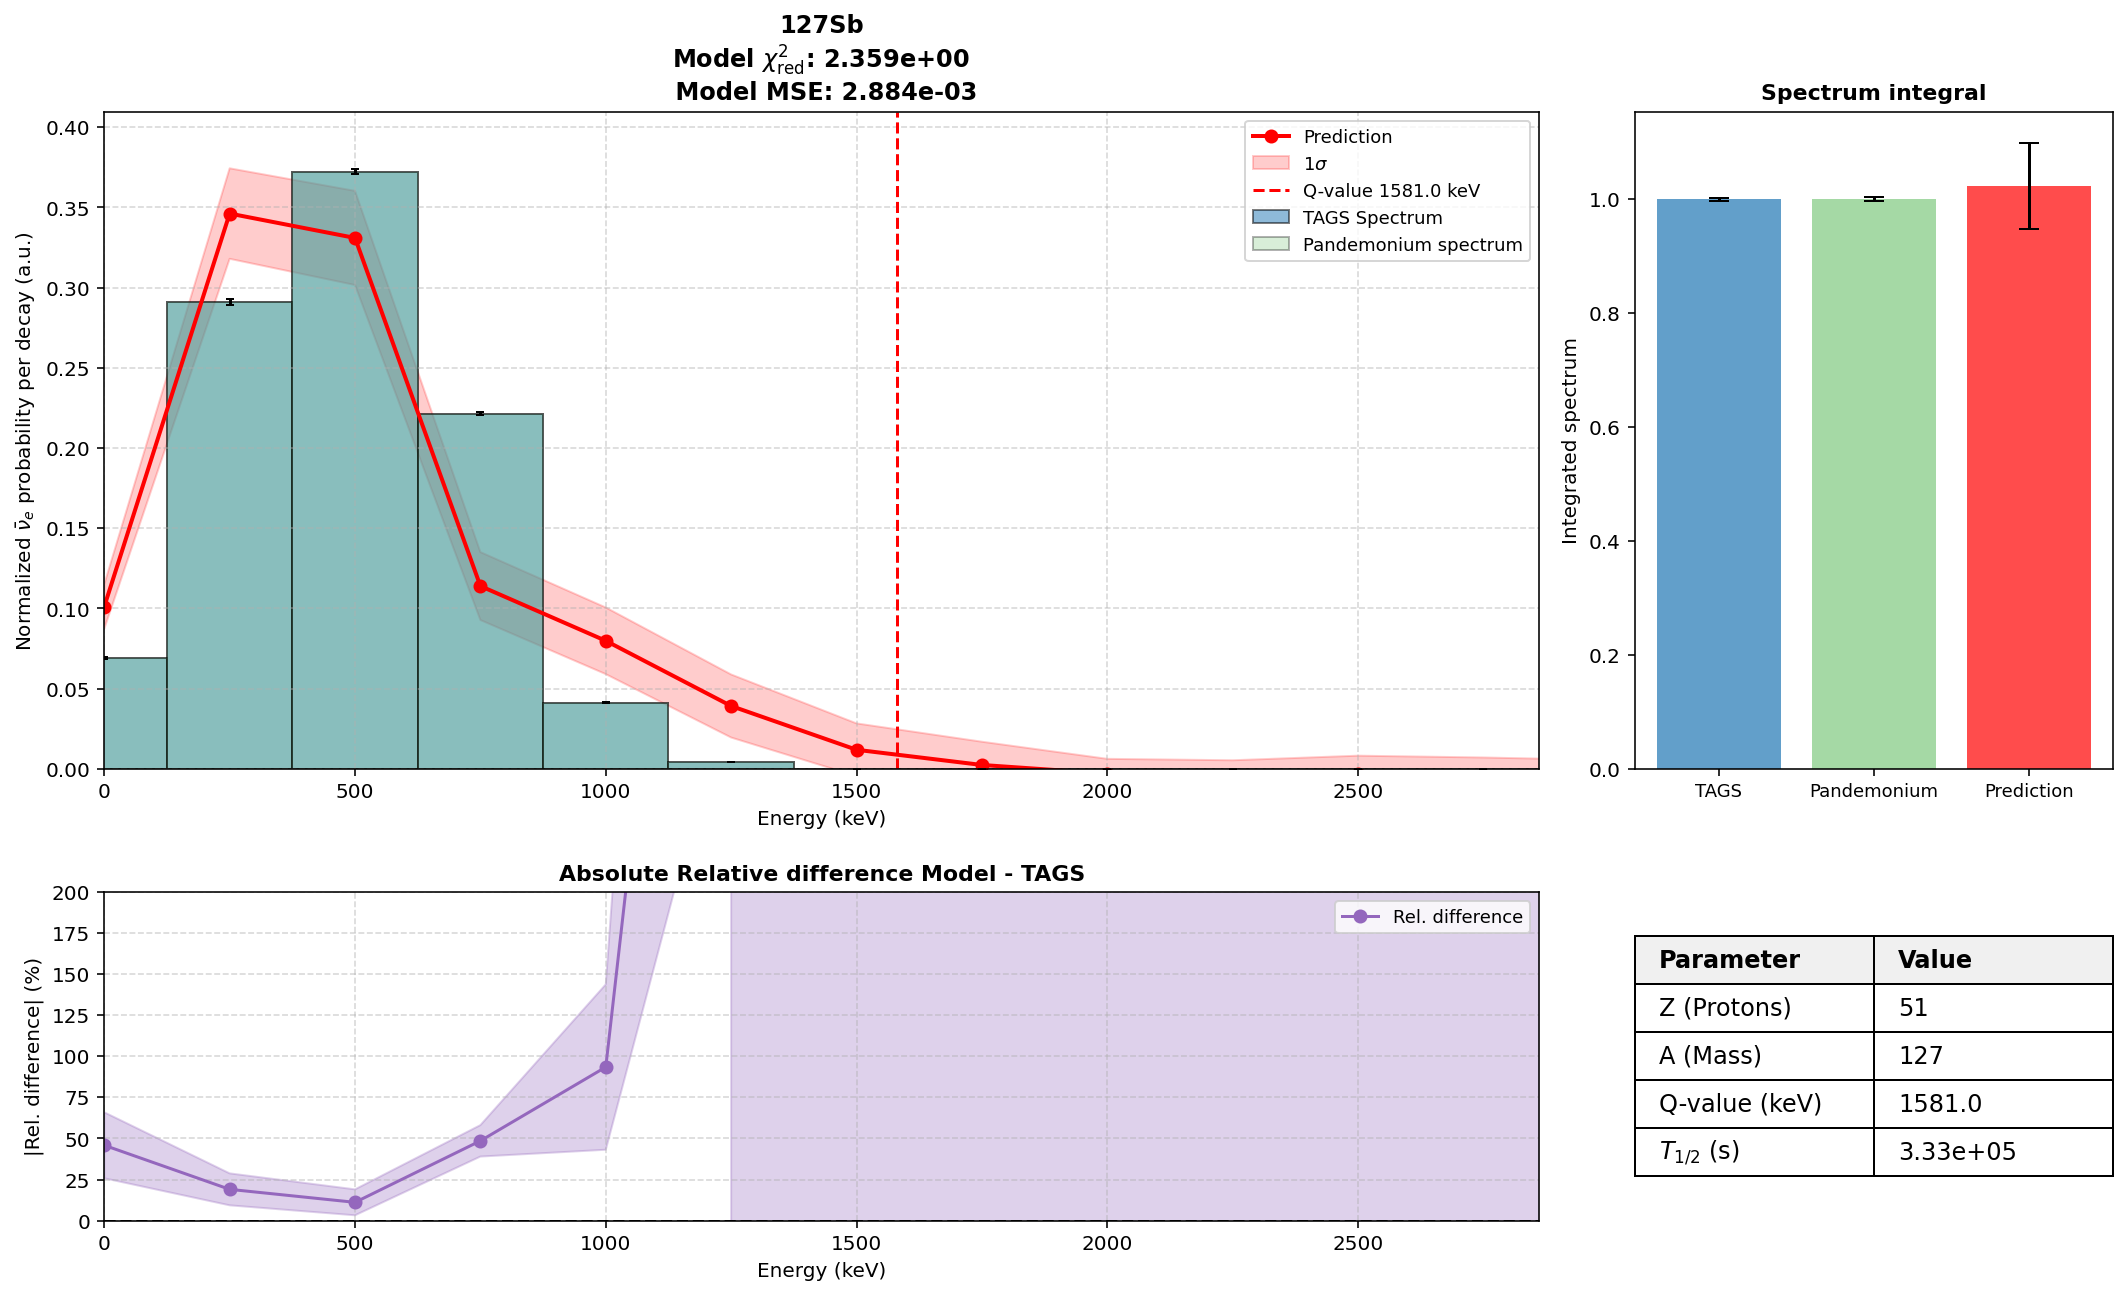 127Sb
Model χ²red: 2.359e+00
Model MSE: 2.884e-03
Normalized ν̄e probability per decay (a.u.)
0.40
0.35
0.30
0.25
0.20
0.15
0.10
0.05
0.00
0 500 1000 1500 2000 2500
Energy (keV)
Prediction
1σ
Q-value 1581.0 keV
TAGS Spectrum
Pandemonium spectrum
Spectrum integral
Integrated spectrum
1.0
0.8
0.6
0.4
0.2
0.0
TAGS Pandemonium Prediction
Absolute Relative difference Model - TAGS
|Rel. difference| (%)
200
175
150
125
100
75
50
25
0
0 500 1000 1500 2000 2500
Energy (keV)
Rel. difference
Parameter Value
Z (Protons) 51
A (Mass) 127
Q-value (keV) 1581.0
T1/2 (s) 3.33e+05